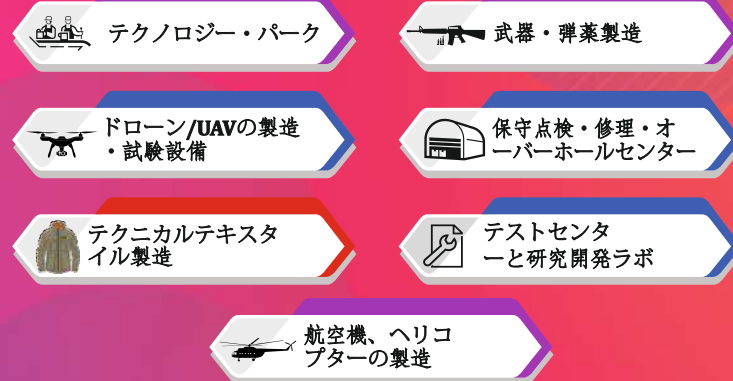 テクノロジー・パーク
武器・弾薬製造
ドローン/UAVの製造
・試験設備
保守点検・修理・オ
ーバーホールセンター
テクニカルテキスタ
イル製造
テストセンタ
ーと研究開発ラボ
航空機、ヘリコ
プターの製造